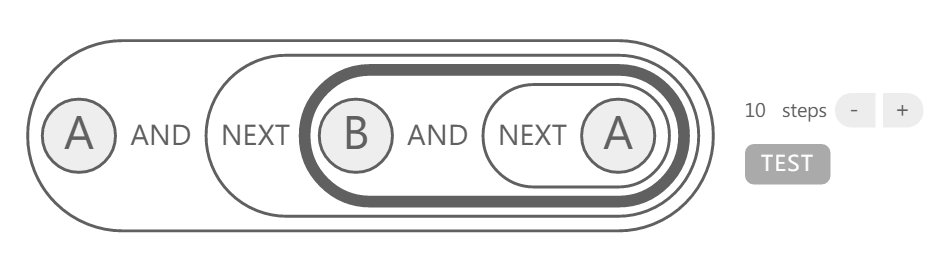 A AND NEXT B AND NEXT A
10 steps - +
TEST